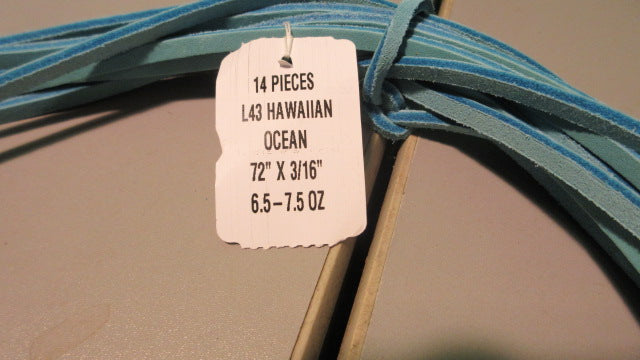 14 PIECES
L43 HAWAIIAN
OCEAN
72" X 3/16"
6.5-7.5 OZ